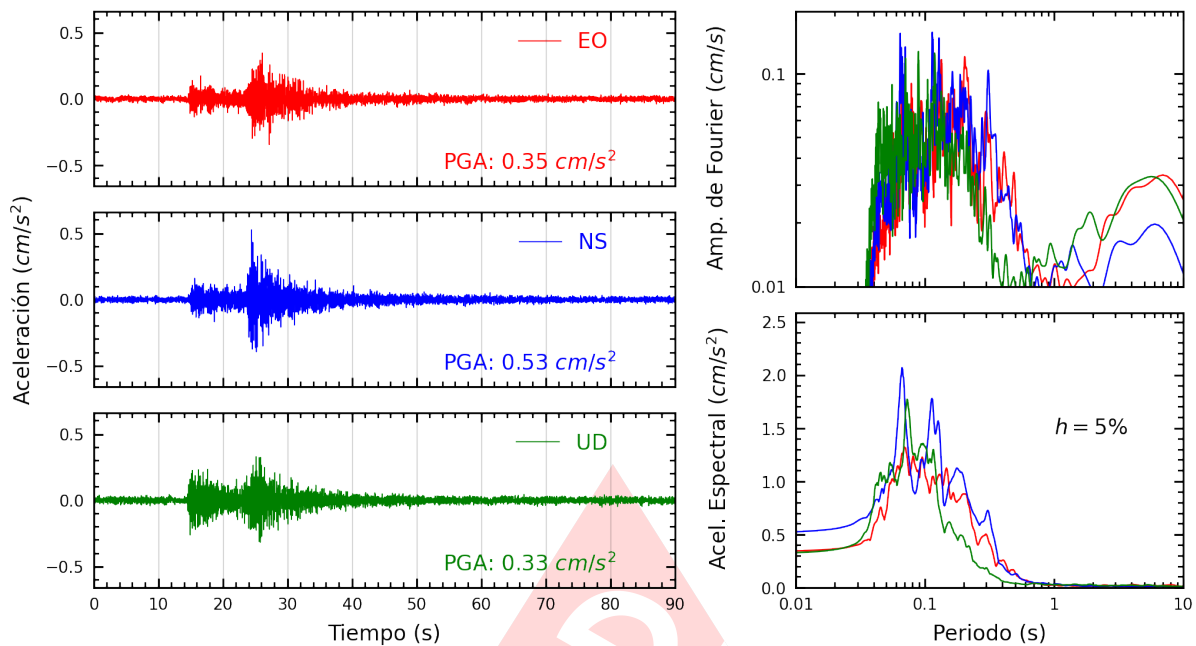 Aceleración (cm/s²)
0.5
0.0
−0.5
EO
PGA: 0.35 cm/s²
0.5
0.0
−0.5
NS
PGA: 0.53 cm/s²
0.5
0.0
−0.5
UD
PGA: 0.33 cm/s²
0 10 20 30 40 50 60 70 80 90
Tiempo (s)
Amp. de Fourier (cm/s)
0.1
0.01
Acel. Espectral (cm/s²)
2.5
2.0
1.5
1.0
0.5
0.0
h = 5%
0.01 0.1 1 10
Periodo (s)